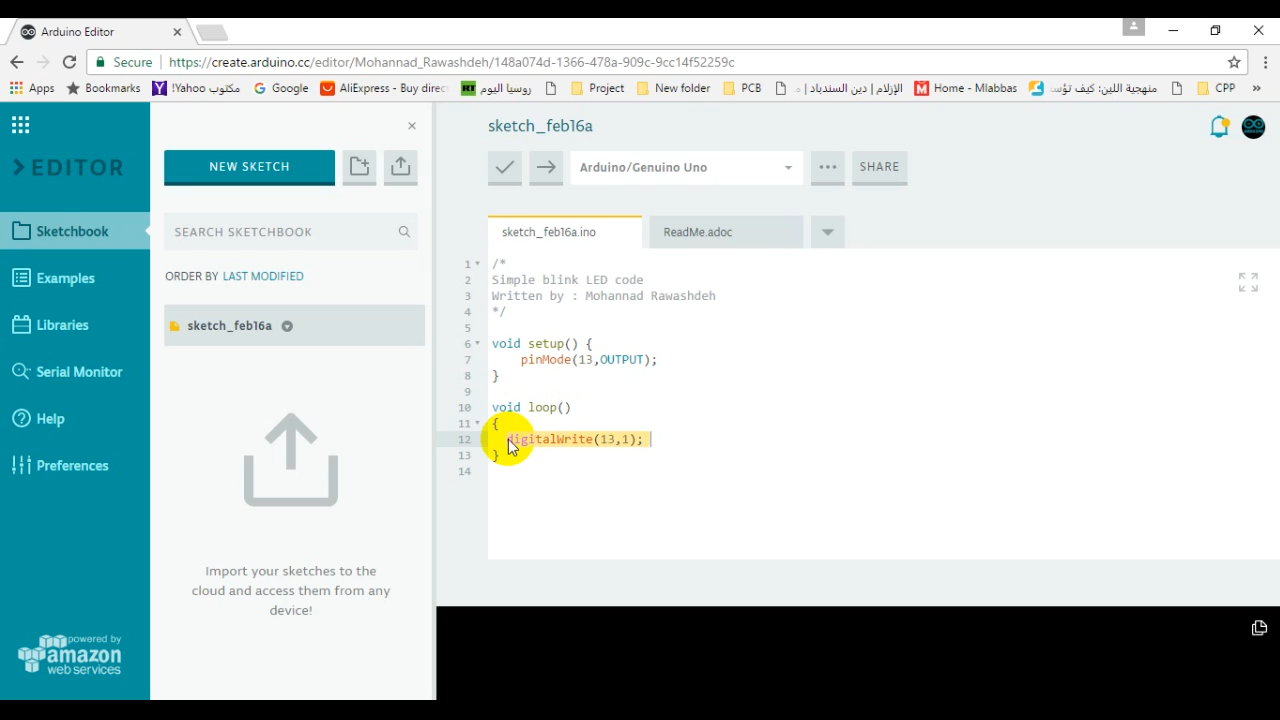 Arduino Editor
Secure https://create.arduino.cc/editor/Mohannad_Rawashdeh/148a074d-1366-478a-909c-9cc14f52259c
Apps Bookmarks مكتوب Yahoo! Google AliExpress - Buy direc روسيا اليوم Project New folder PCB الإزلام | دين السندباد | ه Home - Mlabbas منهجية اللين: كيف تؤس CPP »
EDITOR
Sketchbook
Examples
Libraries
Serial Monitor
Help
Preferences
powered by
amazon
web services
NEW SKETCH
SEARCH SKETCHBOOK
ORDER BY LAST MODIFIED
sketch_feb16a
Import your sketches to the
cloud and access them from any
device!
sketch_feb16a
Arduino/Genuino Uno
SHARE
sketch_feb16a.ino
ReadMe.adoc
1 /*
2 Simple blink LED code
3 Written by : Mohannad Rawashdeh
4 */
5
6 void setup() {
7 pinMode(13,OUTPUT);
8 }
9
10 void loop()
11 {
12 digitalWrite(13,1);
13 }
14